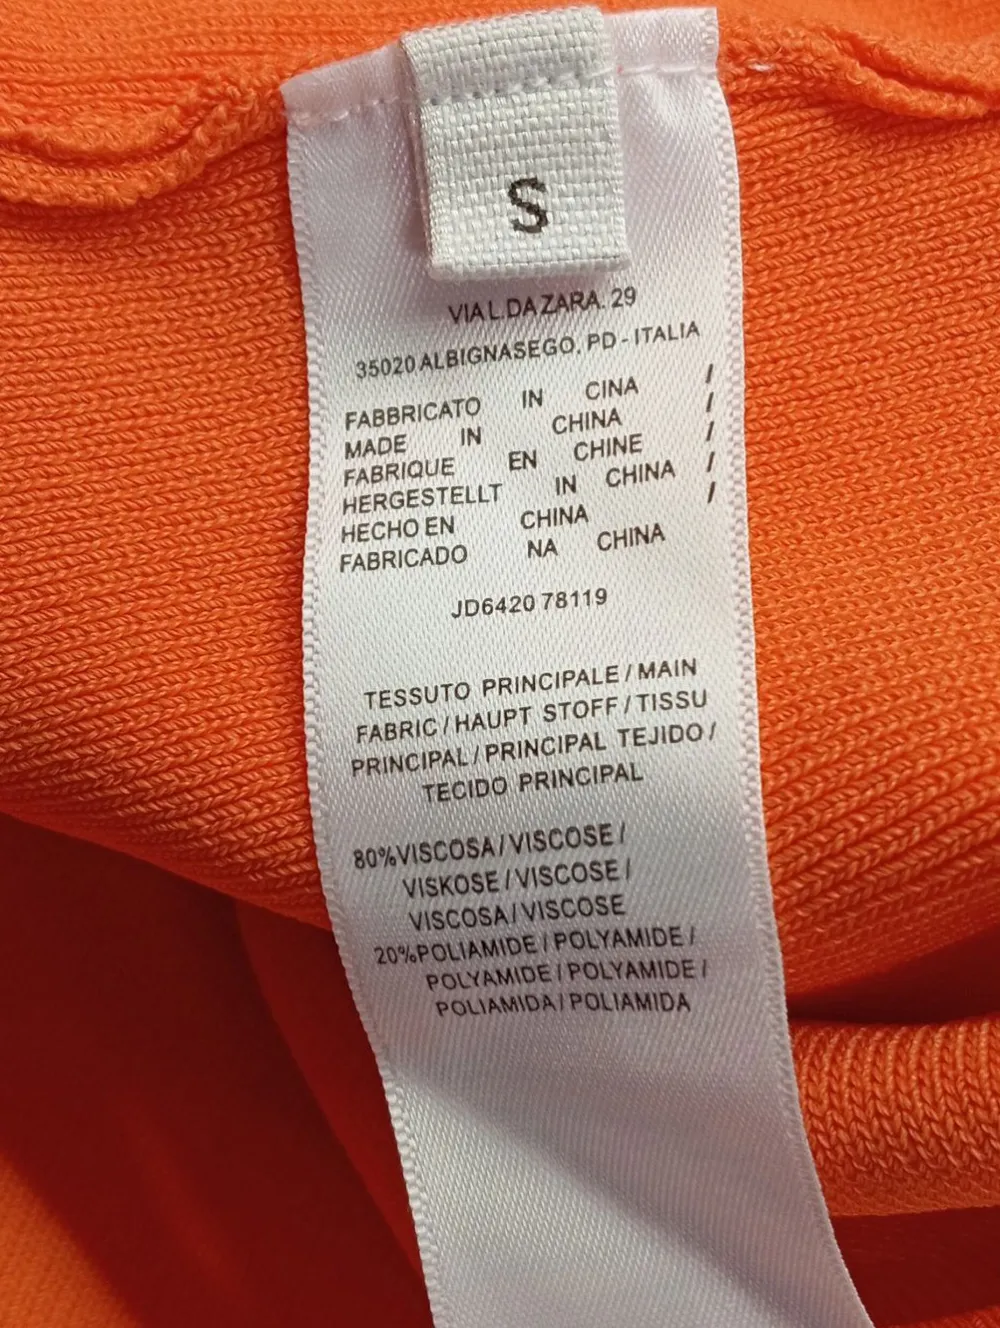 S
VIA L.DA ZARA. 29
35020 ALBIGNASEGO. PD - ITALIA
FABBRICATO IN CINA /
MADE IN CHINA /
FABRIQUE EN CHINE /
HERGESTELLT IN CHINA /
HECHO EN CHINA /
FABRICADO NA CHINA
JD6420 78119
TESSUTO PRINCIPALE / MAIN
FABRIC / HAUPT STOFF / TISSU
PRINCIPAL / PRINCIPAL TEJIDO /
TECIDO PRINCIPAL
80%VISCOSA / VISCOSE /
VISKOSE / VISCOSE /
VISCOSA / VISCOSE
20%POLIAMIDE / POLYAMIDE /
POLYAMIDE / POLYAMIDE /
POLIAMIDA / POLIAMIDA